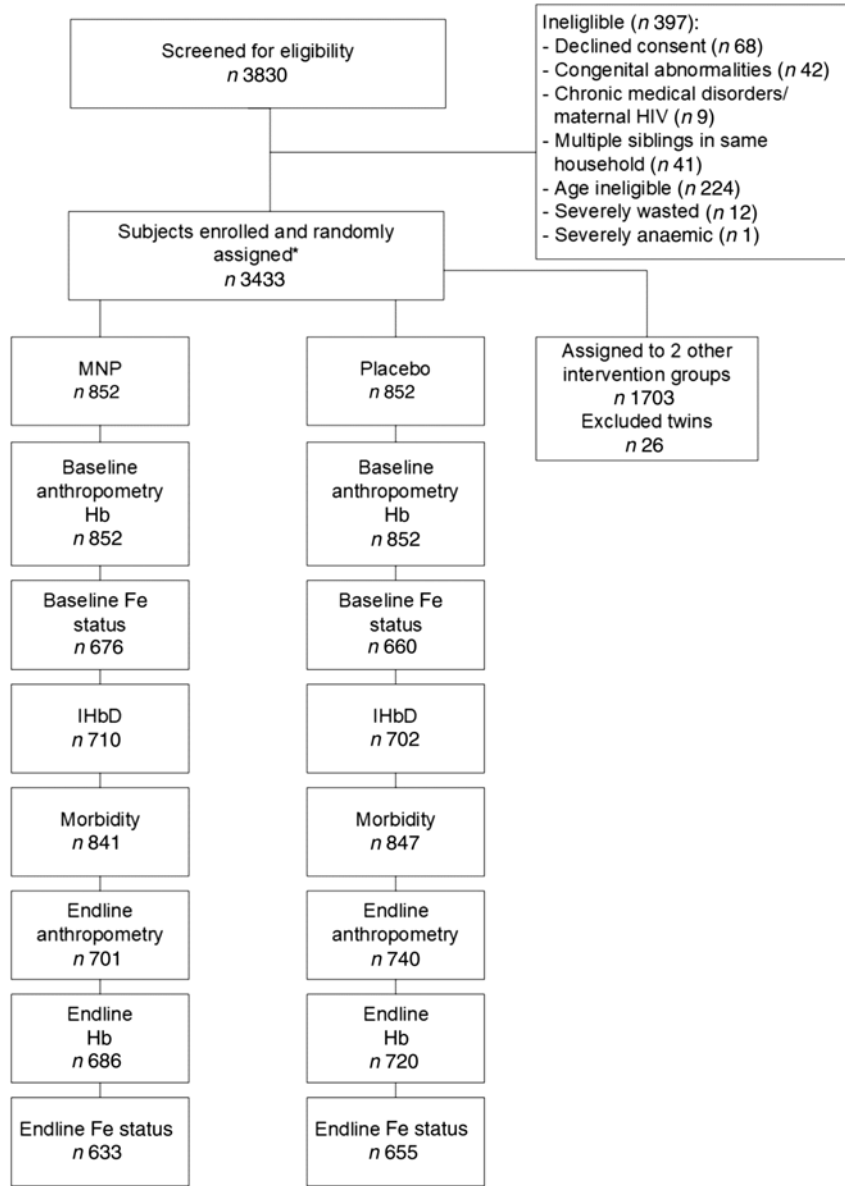 Screened for eligibility
n 3830
Ineligible (n 397):
- Declined consent (n 68)
- Congenital abnormalities (n 42)
- Chronic medical disorders/
maternal HIV (n 9)
- Multiple siblings in same
household (n 41)
- Age ineligible (n 224)
- Severely wasted (n 12)
- Severely anaemic (n 1)
Subjects enrolled and randomly
assigned*
n 3433
MNP
n 852
Placebo
n 852
Assigned to 2 other
intervention groups
n 1703
Excluded twins
n 26
Baseline
anthropometry
Hb
n 852
Baseline
anthropometry
Hb
n 852
Baseline Fe
status
n 676
Baseline Fe
status
n 660
IHbD
n 710
IHbD
n 702
Morbidity
n 841
Morbidity
n 847
Endline
anthropometry
n 701
Endline
anthropometry
n 740
Endline
Hb
n 686
Endline
Hb
n 720
Endline Fe status
n 633
Endline Fe status
n 655